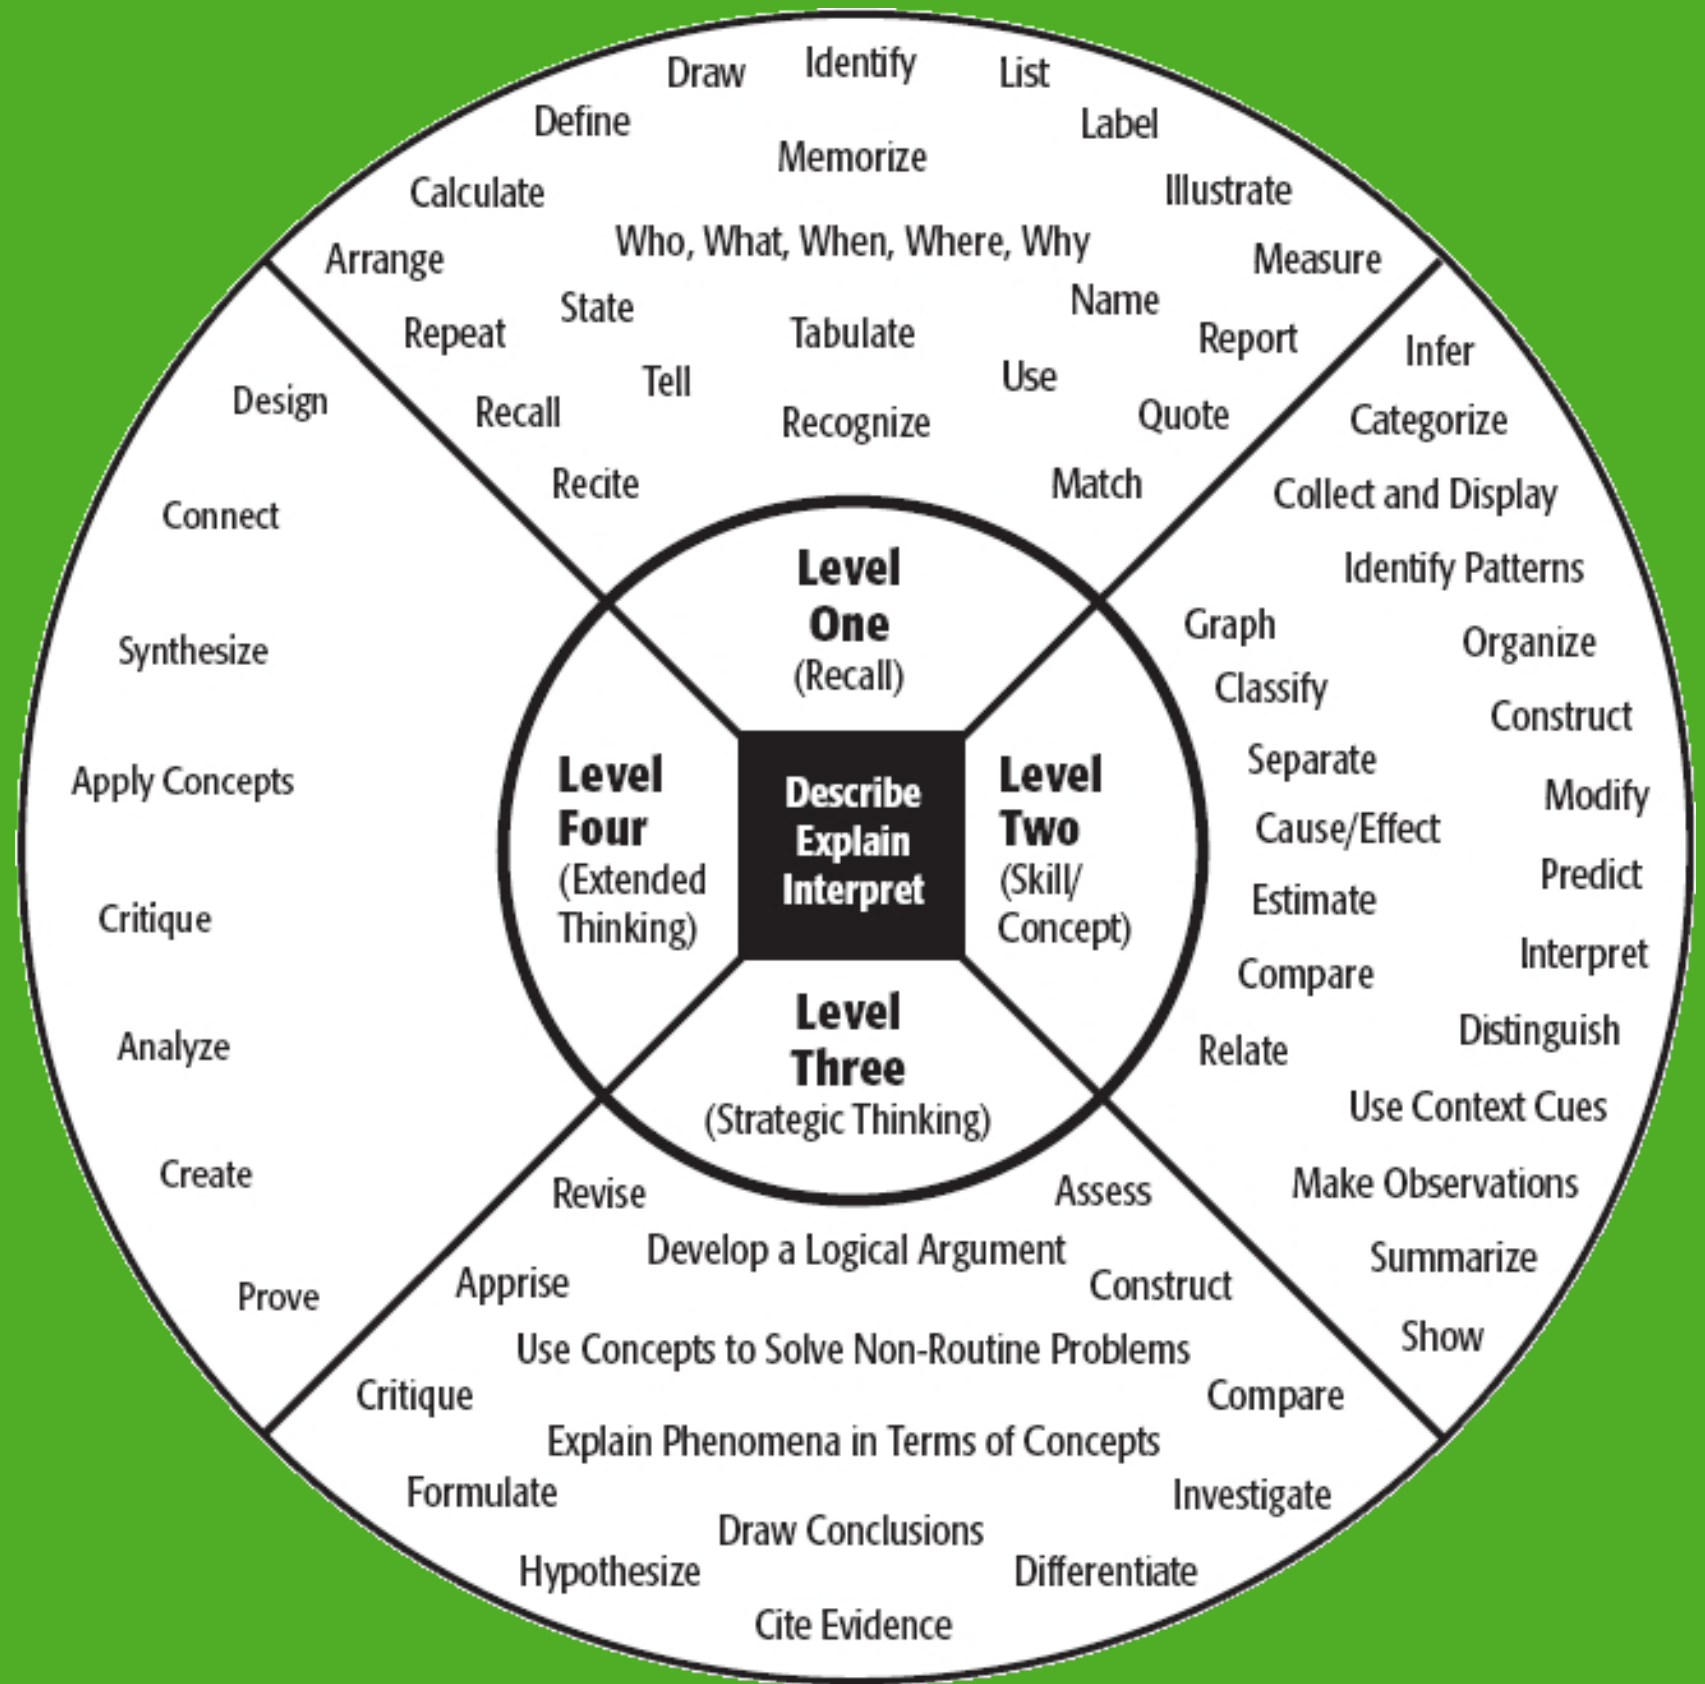 Draw
Identify
List
Define
Label
Memorize
Calculate
Illustrate
Who, What, When, Where, Why
Arrange
Measure
State
Name
Repeat
Tabulate
Report
Tell
Use
Recall
Recognize
Quote
Recite
Match
Level
One
(Recall)
Infer
Categorize
Collect and Display
Identify Patterns
Graph
Organize
Classify
Construct
Separate
Modify
Cause/Effect
Predict
Estimate
Interpret
Compare
Distinguish
Relate
Use Context Cues
Make Observations
Summarize
Show
Level
Two
(Skill/
Concept)
Describe
Explain
Interpret
Level
Three
(Strategic Thinking)
Revise
Assess
Develop a Logical Argument
Apprise
Construct
Use Concepts to Solve Non-Routine Problems
Critique
Compare
Explain Phenomena in Terms of Concepts
Formulate
Investigate
Draw Conclusions
Hypothesize
Differentiate
Cite Evidence
Level
Four
(Extended
Thinking)
Design
Connect
Synthesize
Apply Concepts
Critique
Analyze
Create
Prove